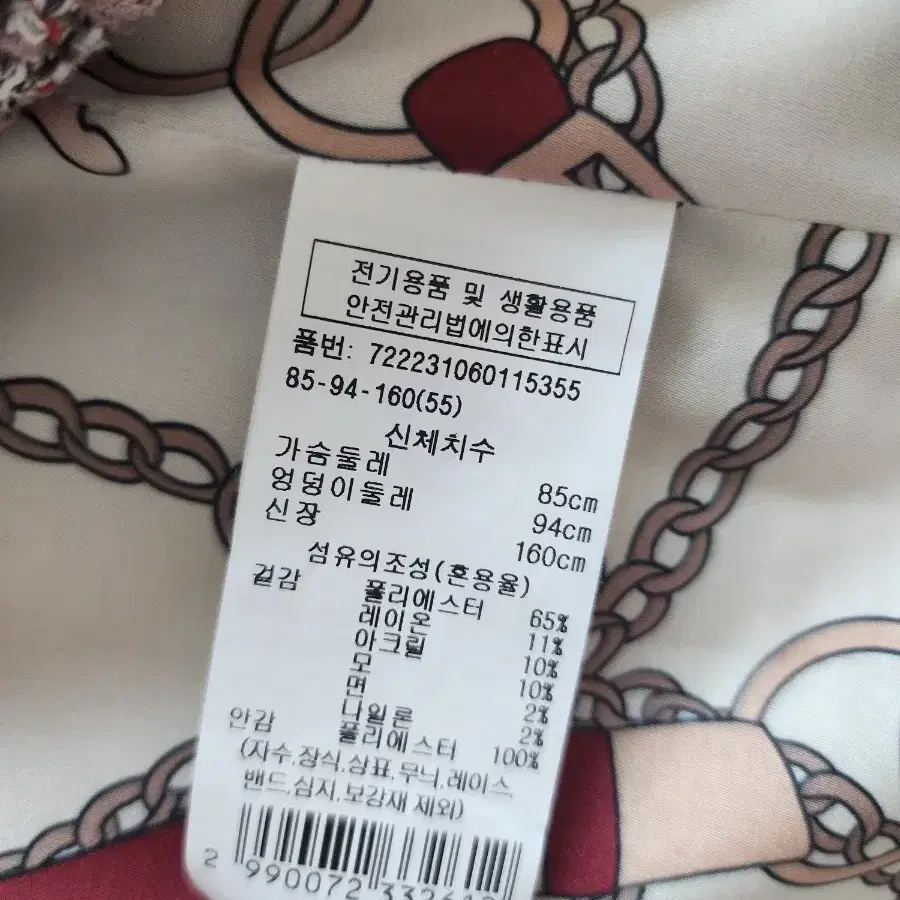 전기용품 및 생활용품
안전관리법에의한표시
품번: 722231060115355
85-94-160(55)
신체치수
가슴둘레 85cm
엉덩이둘레 94cm
신장 160cm
섬유의조성(혼용율)
겉감 폴리에스터 65%
레이온 11%
아크릴 10%
모 10%
면 2%
나일론 2%
안감 폴리에스터 100%
(자수.장식.상표.무늬.레이스.
밴드.심지.보강재 제외)
2 990072